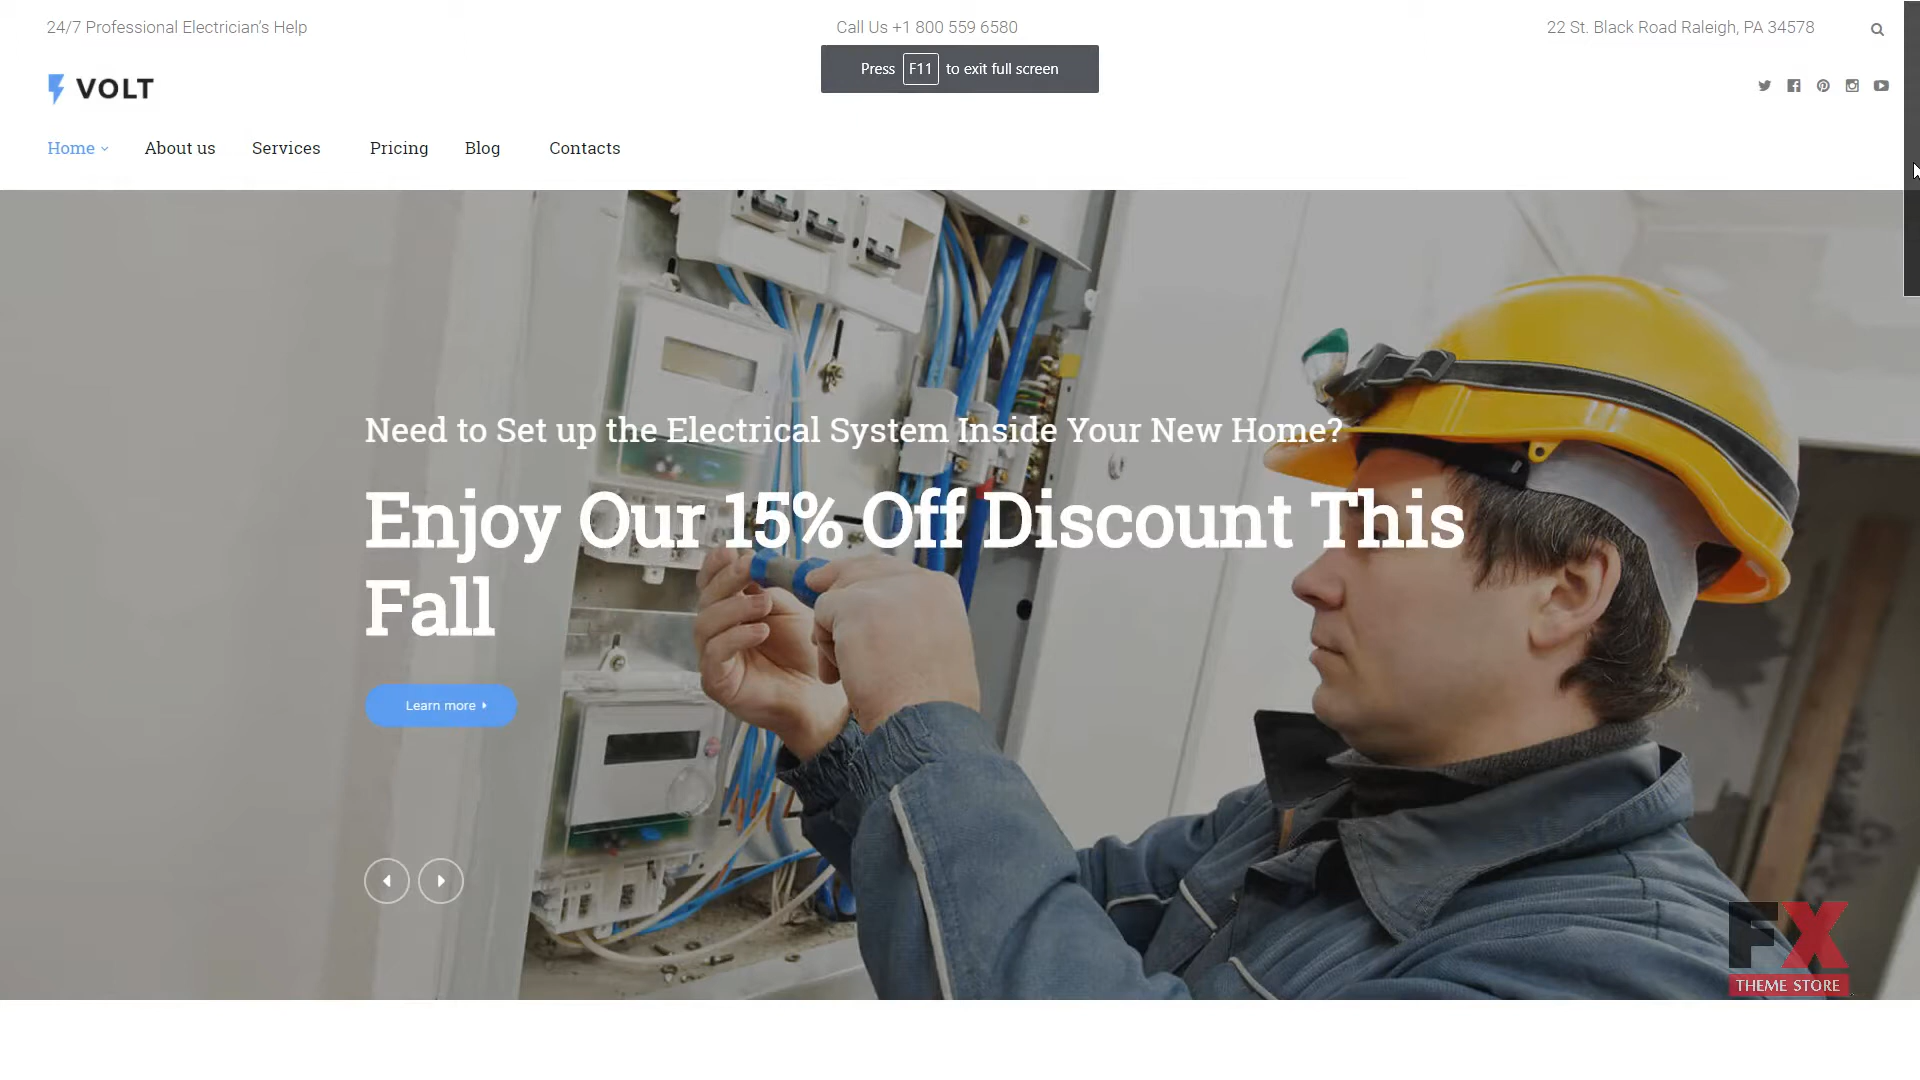 24/7 Professional Electrician's Help
Call Us +1 800 559 6580
22 St. Black Road Raleigh, PA 34578
Press F11 to exit full screen
VOLT
Home
About us
Services
Pricing
Blog
Contacts
Need to Set up the Electrical System Inside Your New Home?
Enjoy Our 15% Off Discount This
Fall
Learn more
FX
THEME STORE